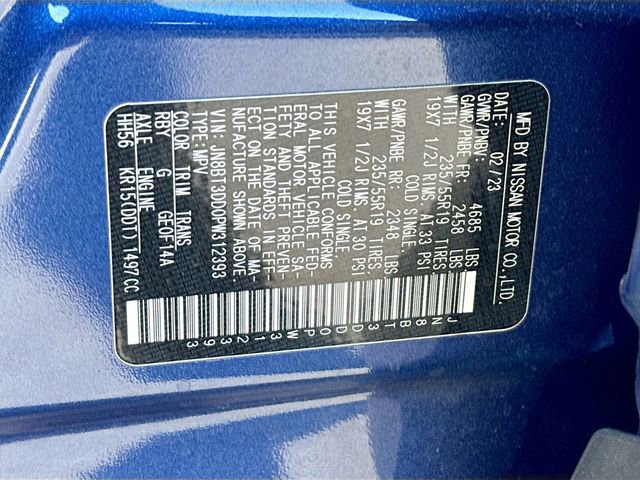 MFD BY NISSAN MOTOR CO.,LTD.
DATE: 02/23
GVWR/PNBV: 4685 LBS
GAWR/PNBE FR: 2458 LBS
WITH 235/55R19 TIRES
19X7 1/2J RIMS, AT 33 PSI
COLD SINGLE.
GAWR/PNBE RR: 2348 LBS
WITH 235/55R19 TIRES
19X7 1/2J RIMS, AT 30 PSI
COLD SINGLE.
THIS VEHICLE CONFORMS
TO ALL APPLICABLE FED-
ERAL MOTOR VEHICLE SA-
FETY AND THEFT PREVEN-
TION STANDARDS IN EFF-
ECT ON THE DATE OF MA-
NUFACTURE SHOWN ABOVE.
VIN: JN8BT3DD0PW312393
TYPE: MPV
COLOR TRIM TRANS
RBY G GE0F14A
AXLE ENGINE
HH56 KR15(DDT) 1497CC
JN8BT3DD0PW312393